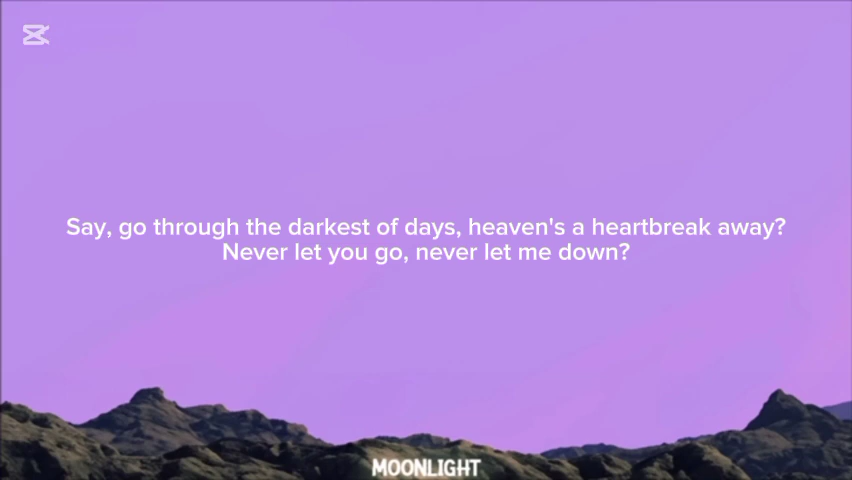 Say, go through the darkest of days, heaven's a heartbreak away?
Never let you go, never let me down?
MOONLIGHT